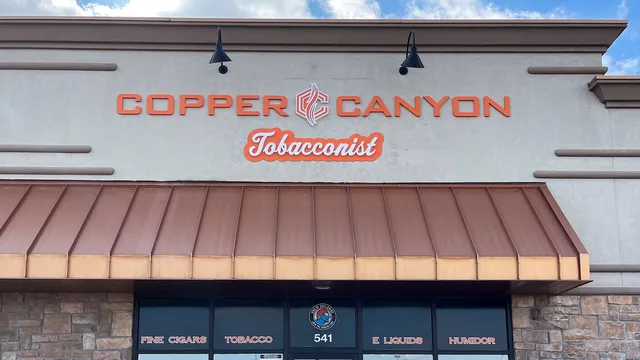 COPPER CANYON
Tobacconist
FINE CIGARS
TOBACCO
541
E LIQUIDS
HUMIDOR